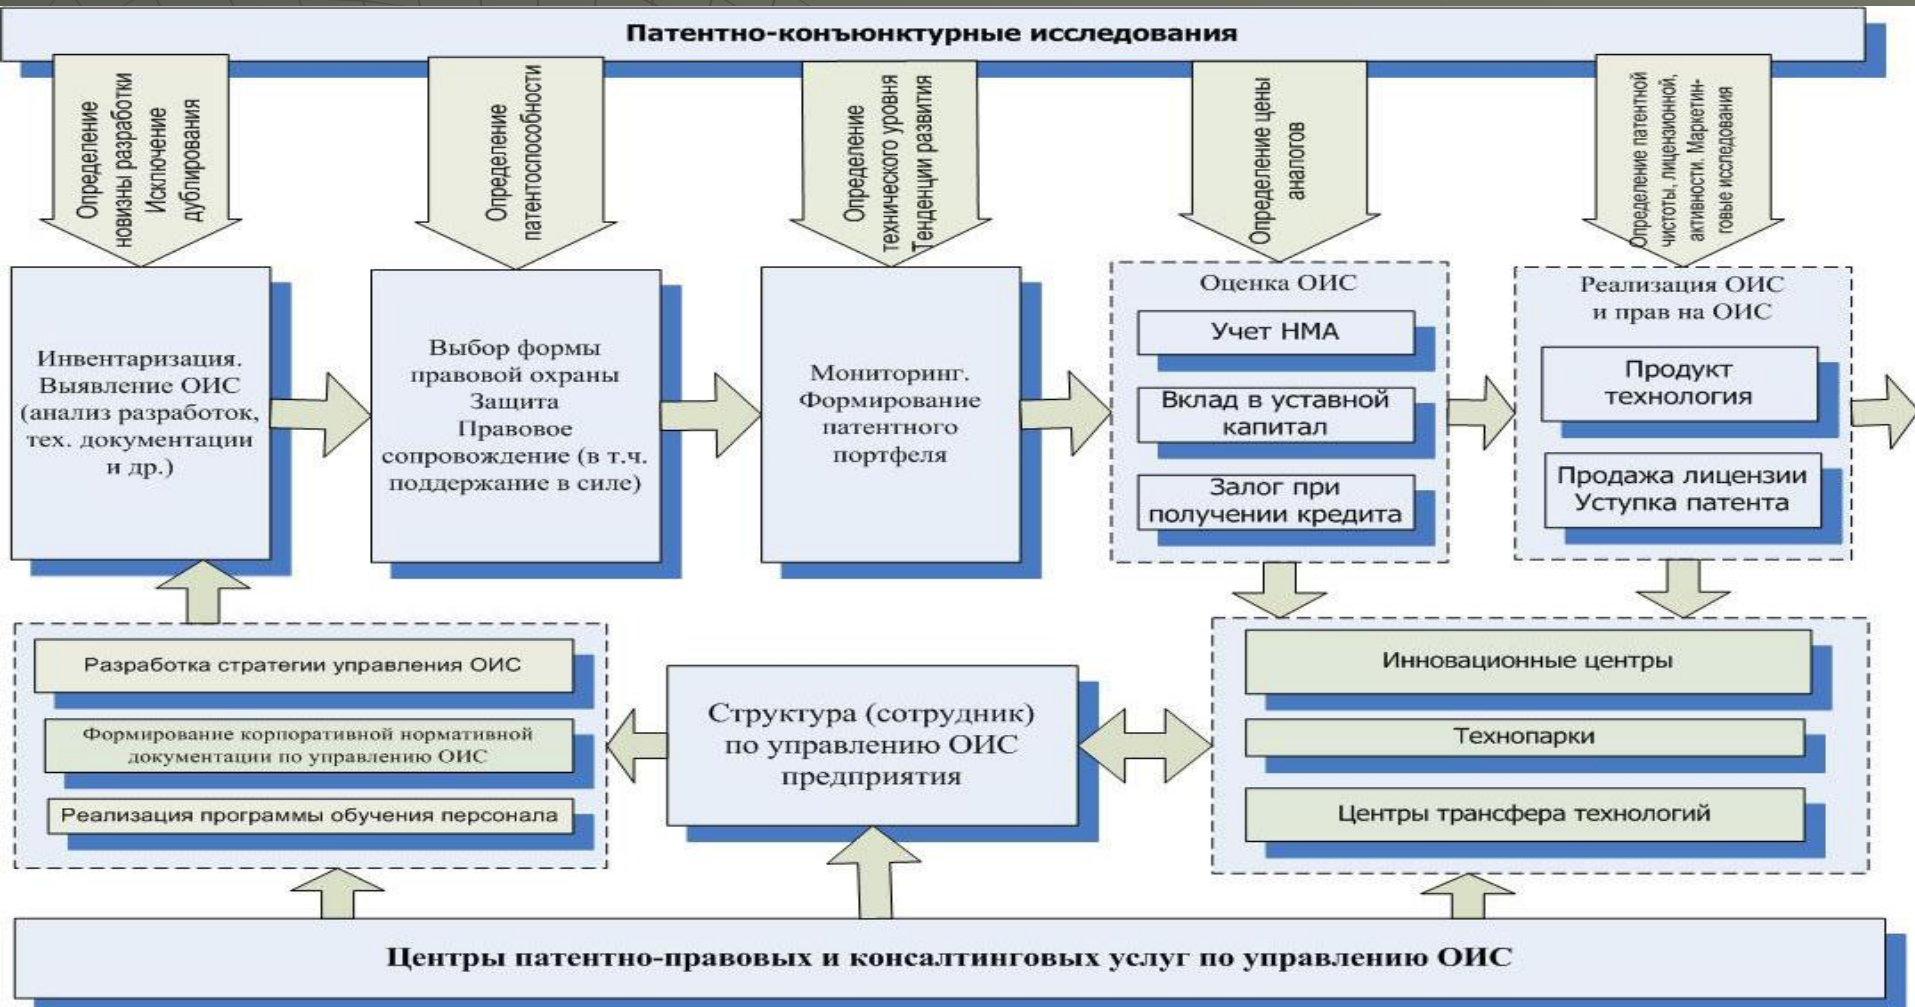 Патентно-конъюнктурные исследования
Определение
новизны разработки
Исключение
дублирования
Определение
патентоспособности
Определение
технического уровня
Тенденции развития
Определение цены
аналогов
Определение патентной
чистоты, лицензионной,
активности. Маркетин-
говые исследования
Инвентаризация.
Выявление ОИС
(анализ разработок,
тех. документации
и др.)
Выбор формы
правовой охраны
Защита
Правовое
сопровождение (в т.ч.
поддержание в силе)
Мониторинг.
Формирование
патентного
портфеля
Оценка ОИС
Учет НМА
Вклад в уставной
капитал
Залог при
получении кредита
Реализация ОИС
и прав на ОИС
Продукт
технология
Продажа лицензии
Уступка патента
Разработка стратегии управления ОИС
Формирование корпоративной нормативной
документации по управлению ОИС
Реализация программы обучения персонала
Структура (сотрудник)
по управлению ОИС
предприятия
Инновационные центры
Технопарки
Центры трансфера технологий
Центры патентно-правовых и консалтинговых услуг по управлению ОИС